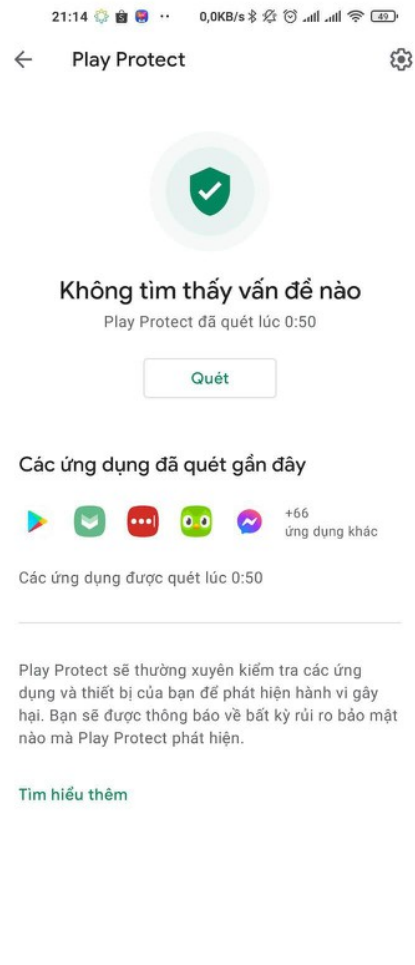 21:14 0,0KB/s 49
Play Protect
Không tìm thấy vấn đề nào
Play Protect đã quét lúc 0:50
Quét
Các ứng dụng đã quét gần đây
+66
ứng dụng khác
Các ứng dụng được quét lúc 0:50
Play Protect sẽ thường xuyên kiểm tra các ứng
dụng và thiết bị của bạn để phát hiện hành vi gây
hại. Bạn sẽ được thông báo về bất kỳ rủi ro bảo mật
nào mà Play Protect phát hiện.
Tìm hiểu thêm